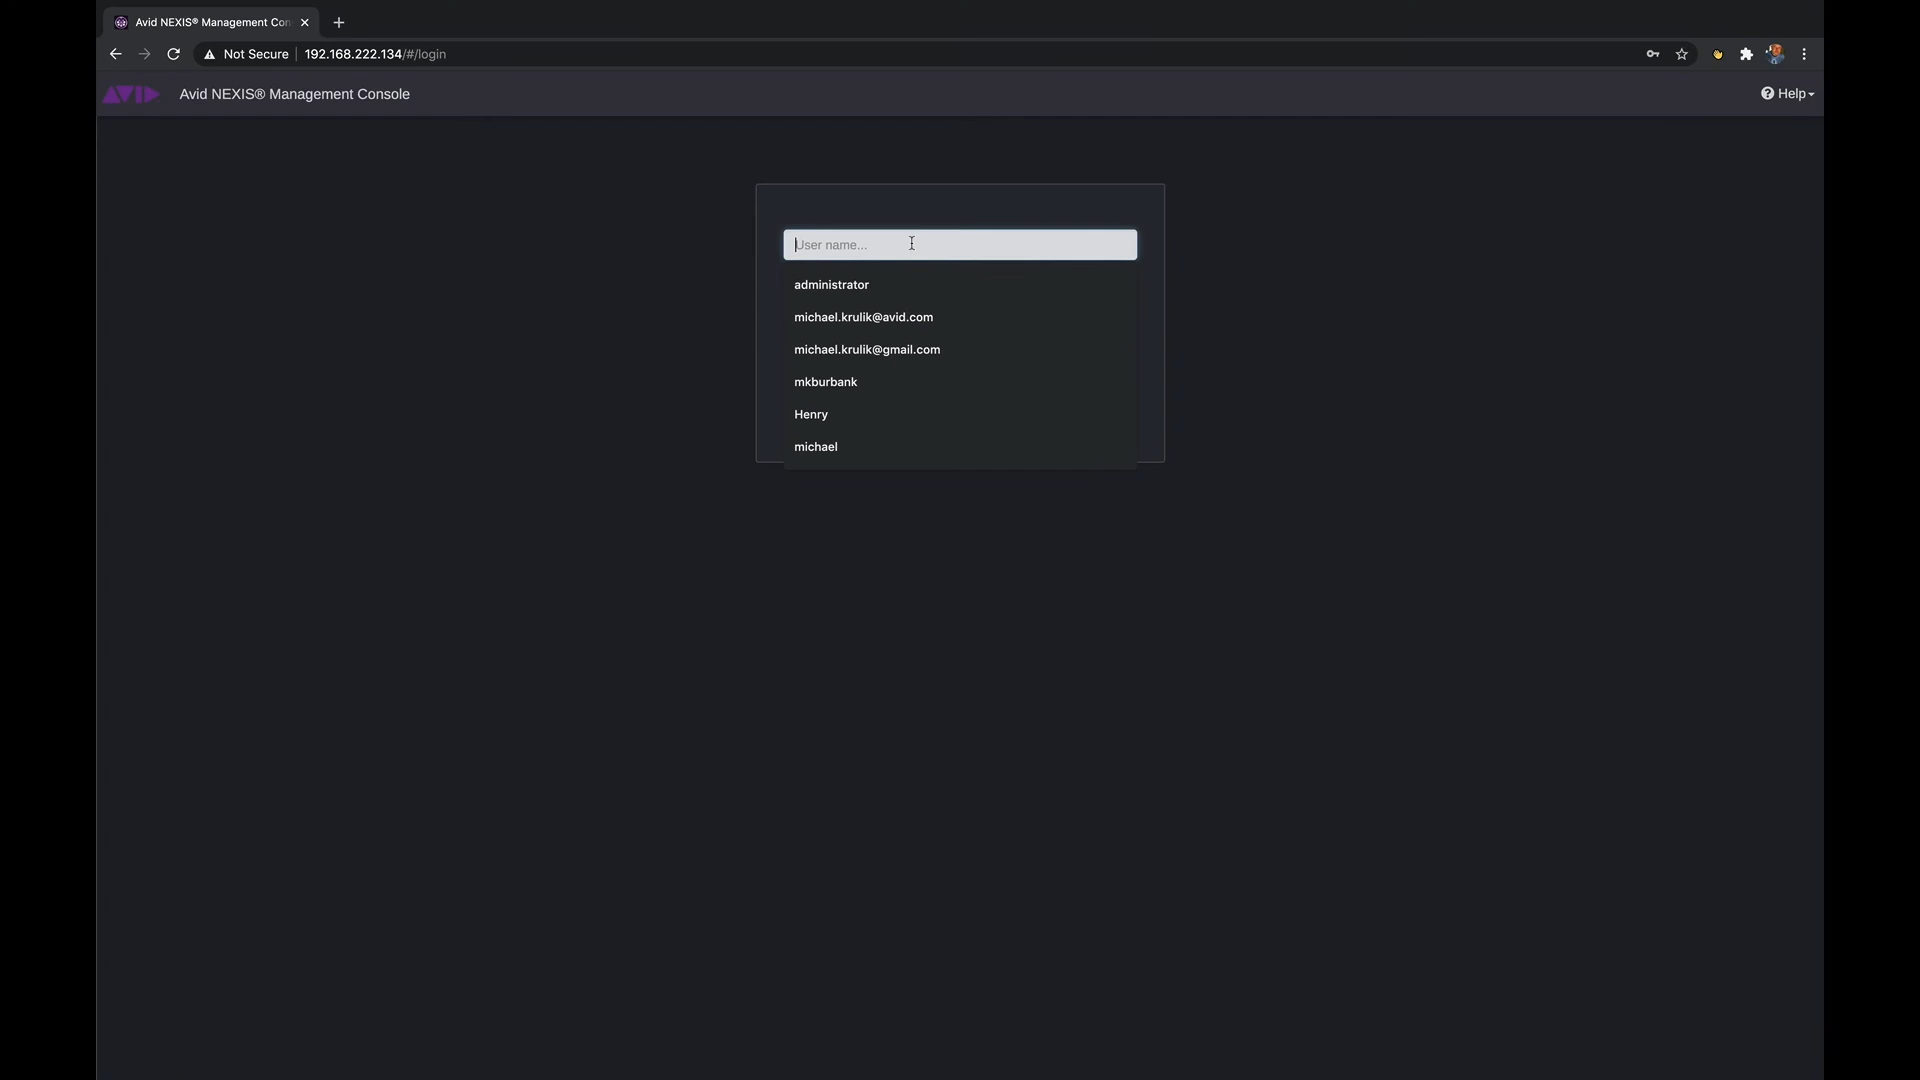 Avid NEXIS® Management Con
Not Secure
192.168.222.134/#/login
AVID
Avid NEXIS® Management Console
Help
User name...
administrator
michael.krulik@avid.com
michael.krulik@gmail.com
mkburbank
Henry
michael